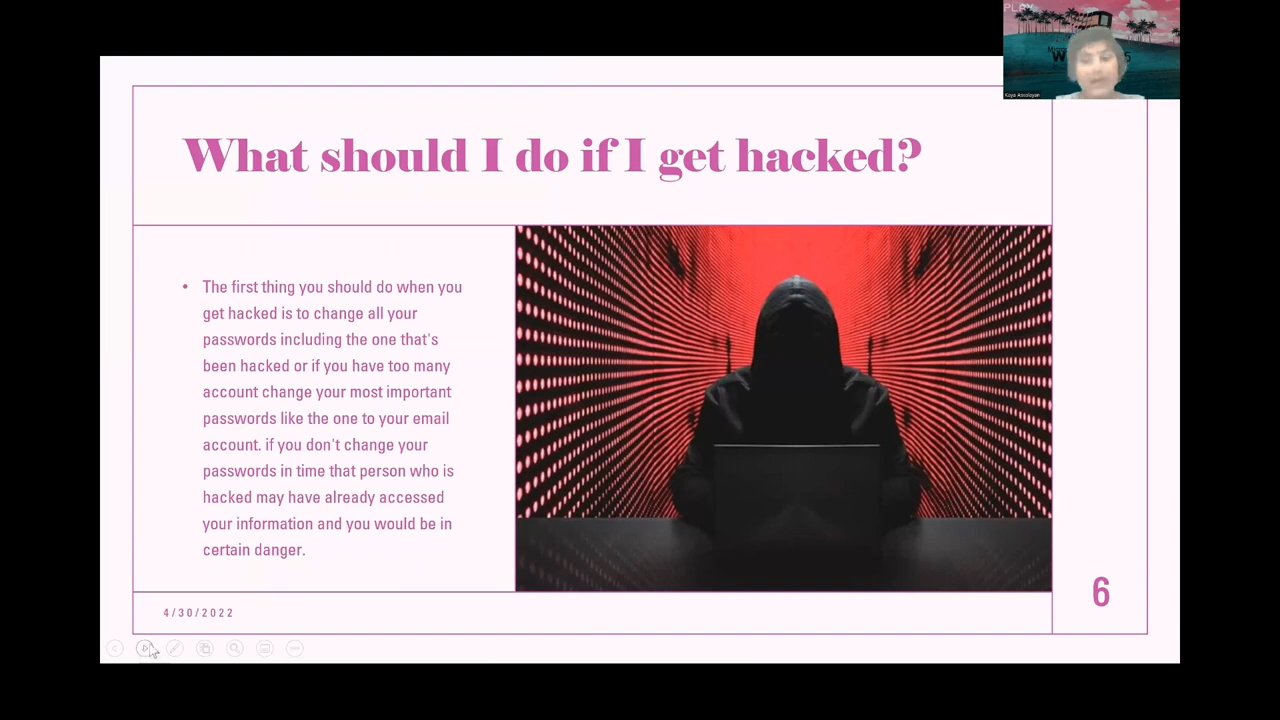 PLAY
What should I do if I get hacked?
• The first thing you should do when you
get hacked is to change all your
passwords including the one that's
been hacked or if you have too many
account change your most important
passwords like the one to your email
account. if you don't change your
passwords in time that person who is
hacked may have already accessed
your information and you would be in
certain danger.
4/30/2022
6